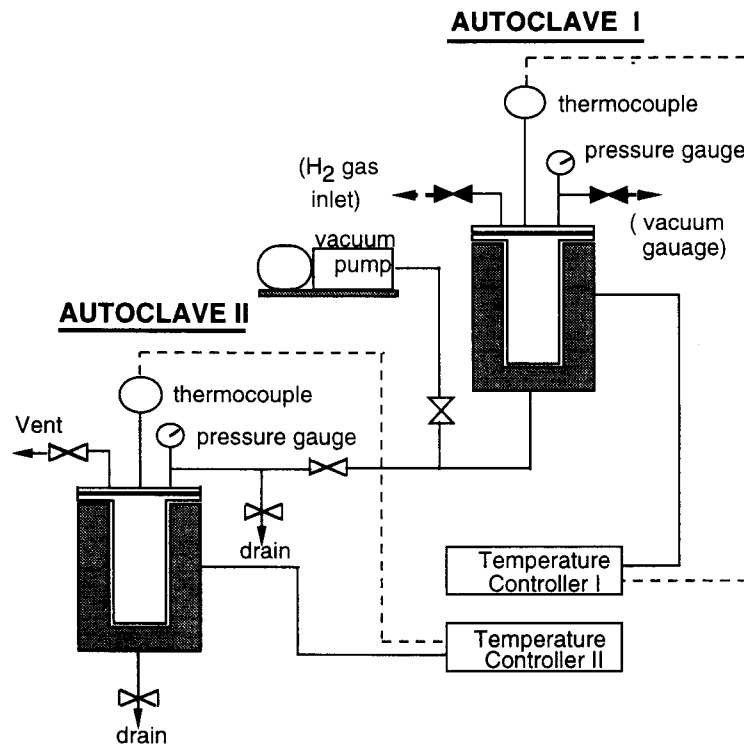 AUTOCLAVE I
thermocouple
pressure gauge
(H2 gas
inlet)
( vacuum
gauage)
vacuum
pump
AUTOCLAVE II
thermocouple
Vent
pressure gauge
drain
Temperature
Controller I
Temperature
Controller II
drain